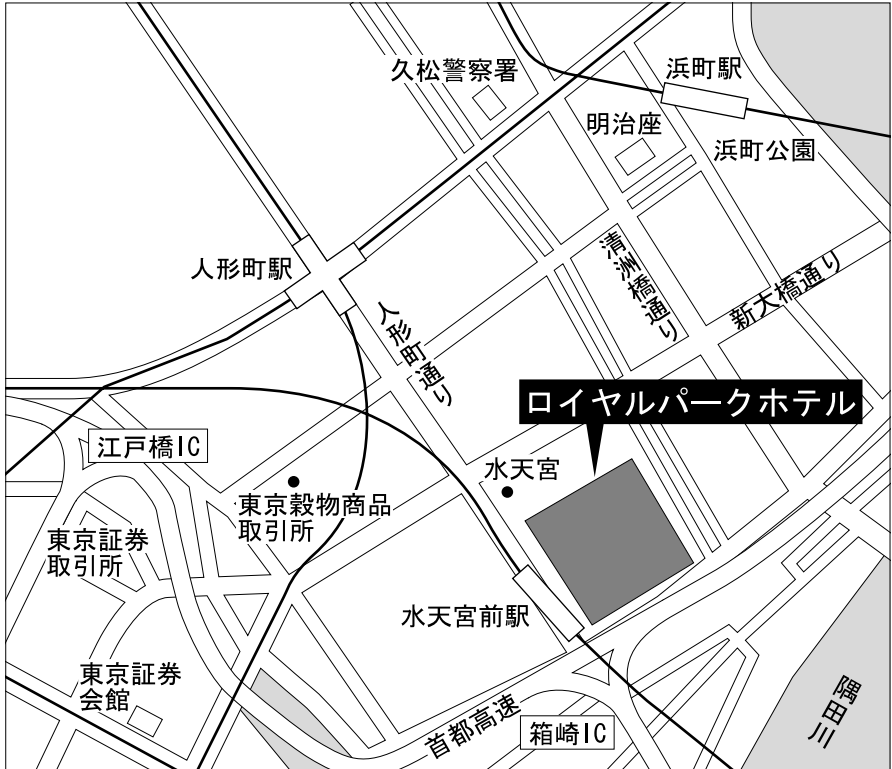 久松警察署
浜町駅
明治座
浜町公園
人形町駅
清洲橋通り
新大橋通り
人形町通り
ロイヤルパークホテル
江戸橋IC
水天宮
東京穀物商品
取引所
東京証券
取引所
水天宮前駅
東京証券
会館
首都高速
箱崎IC
隅田川